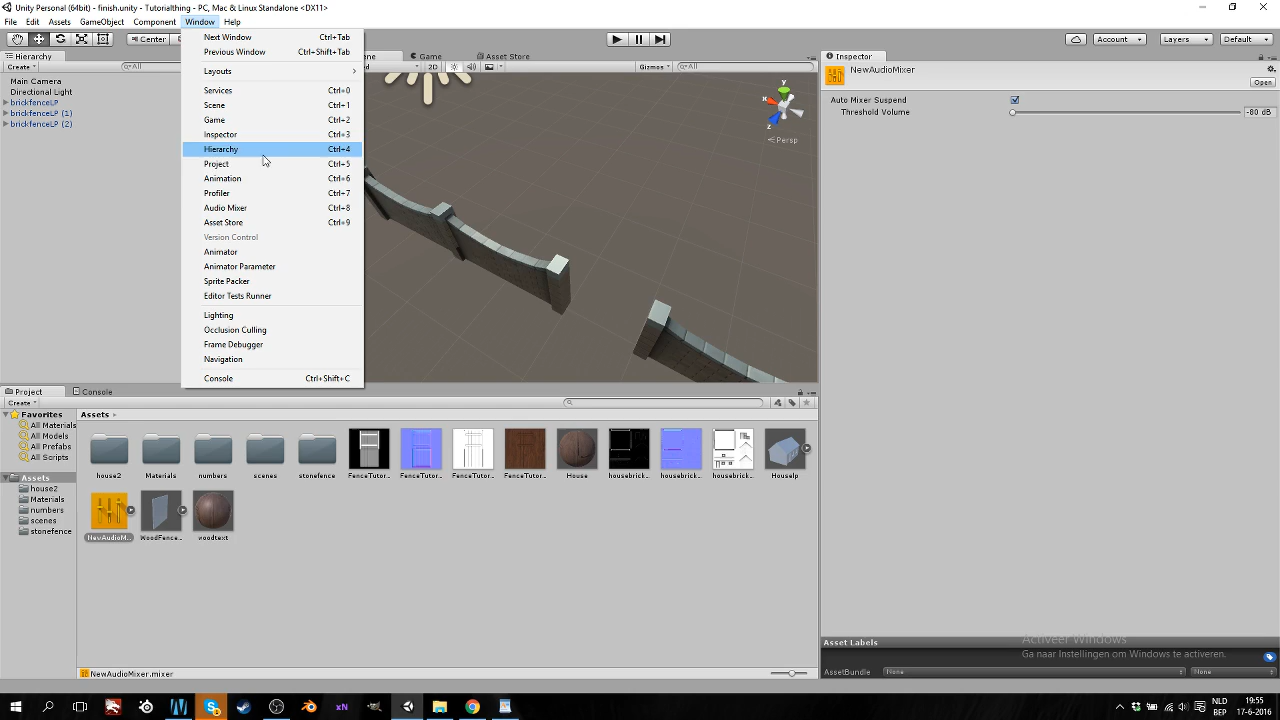 Unity Personal (64bit) - finish.unity - Tutorialthing - PC, Mac & Linux Standalone <DX11>
File Edit Assets GameObject Component Window Help
Center
Account Layers Default
Hierarchy
Create All
Main Camera
Directional Light
brickfenceLP
brickfenceLP (1)
brickfenceLP (2)
Next Window Ctrl+Tab
Previous Window Ctrl+Shift+Tab
Layouts
Services Ctrl+0
Scene Ctrl+1
Game Ctrl+2
Inspector Ctrl+3
Hierarchy Ctrl+4
Project Ctrl+5
Animation Ctrl+6
Profiler Ctrl+7
Audio Mixer Ctrl+8
Asset Store Ctrl+9
Version Control
Animator
Animator Parameter
Sprite Packer
Editor Tests Runner
Lighting
Occlusion Culling
Frame Debugger
Navigation
Console Ctrl+Shift+C
Game Asset Store
2D Gizmos All
y
x
z
Persp
Inspector
NewAudioMixer
Open
Auto Mixer Suspend
Threshold Volume -80 dB
Project Console
Create
Favorites
All Materials
All Models
All Prefabs
All Scripts
Assets
house2
Materials
numbers
scenes
stonefence
Assets
house2 Materials numbers scenes stonefence FenceTutor... FenceTutor... FenceTutor... FenceTutor... House housebrick... housebrick... housebrick... Houselp
NewAudioM... WoodFence... woodtext
NewAudioMixer.mixer
Asset Labels
AssetBundle None None
Activeer Windows
Ga naar Instellingen om Windows te activeren.
NLD
BEP
19:55
17-6-2016